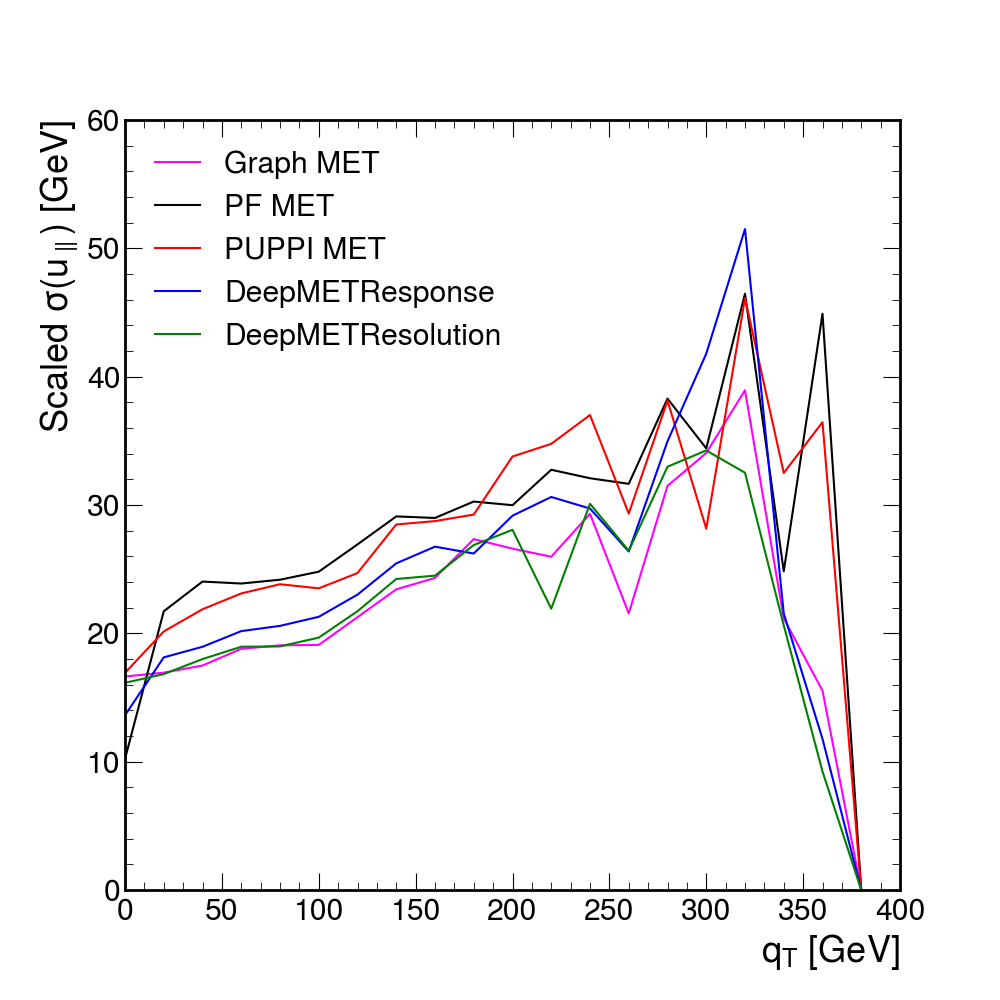 Scaled σ(u∥) [GeV]
60
50
40
30
20
10
0
Graph MET
PF MET
PUPPI MET
DeepMETResponse
DeepMETResolution
0 50 100 150 200 250 300 350 400
qT [GeV]